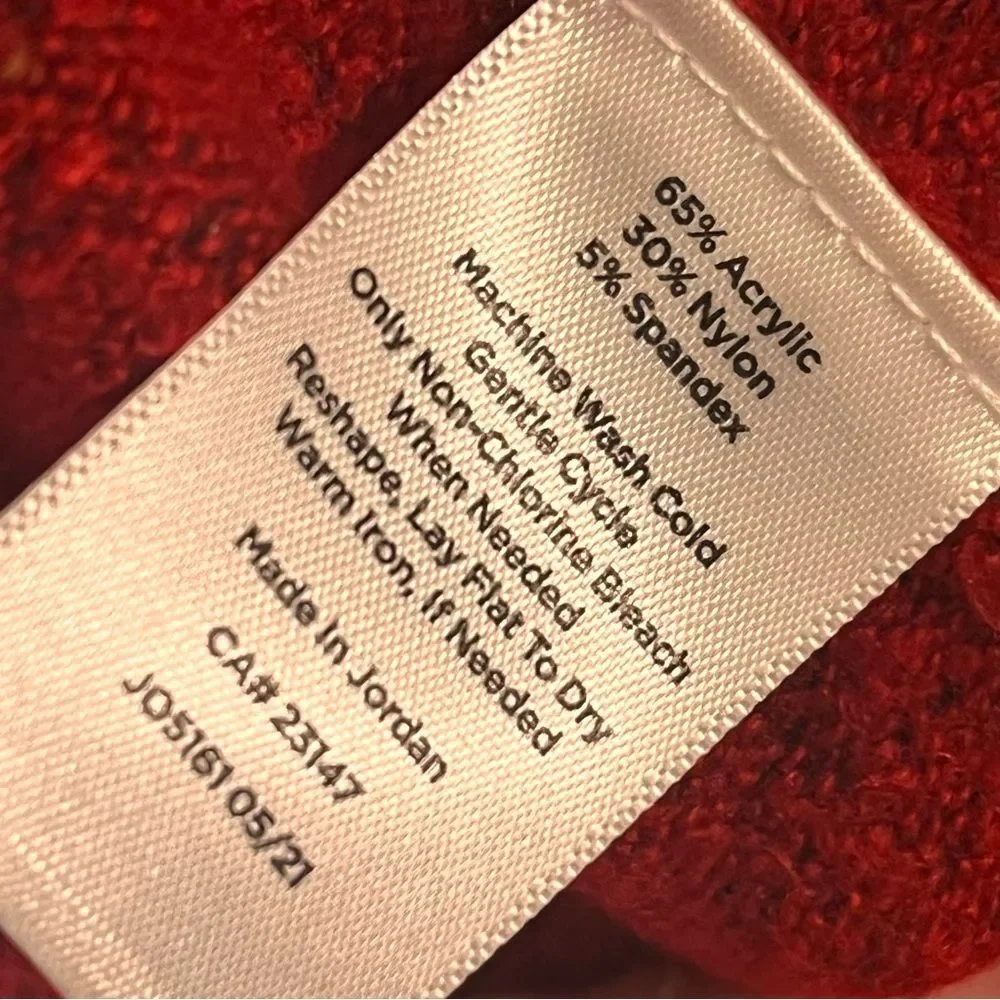 65% Acrylic
30% Nylon
5% Spandex
Machine Wash Cold
Gentle Cycle
Only Non-Chlorine Bleach
When Needed
Reshape, Lay Flat To Dry
Warm Iron, If Needed
Made In Jordan
CA# 23147
JO5161 05/21